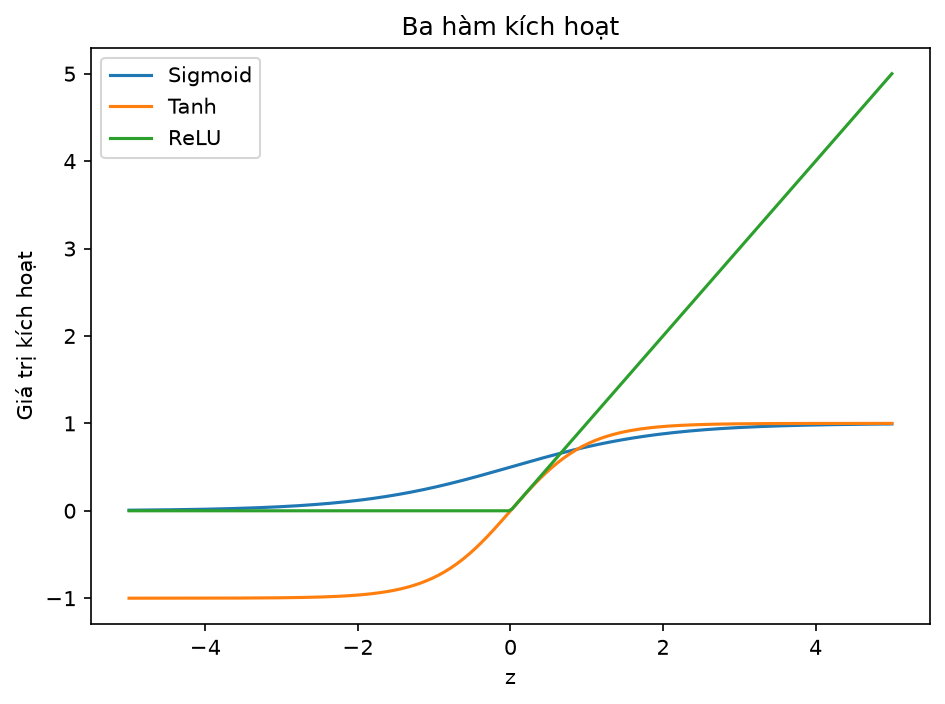 Ba hàm kích hoạt
Sigmoid
Tanh
ReLU
Giá trị kích hoạt
5
4
3
2
1
0
−1
−4
−2
0
2
4
z